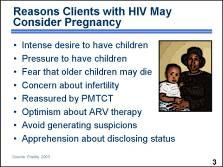 Reasons Clients with HIV May
Consider Pregnancy
• Intense desire to have children
• Pressure to have children
• Fear that older children may die
• Concern about infertility
• Reassured by PMTCT
• Optimism about ARV therapy
• Avoid generating suspicions
• Apprehension about disclosing status
Source: 2003
3